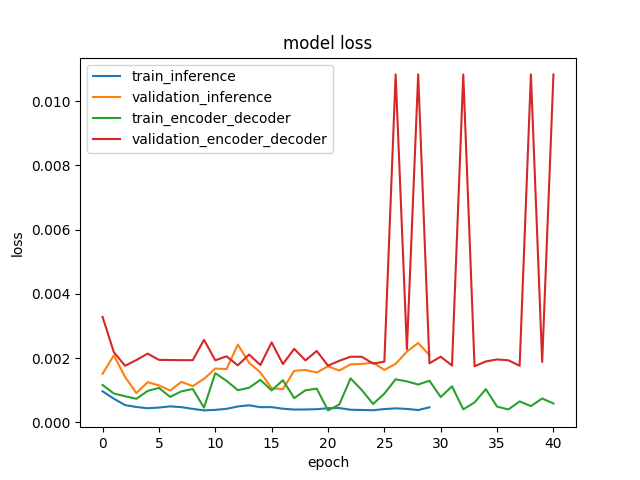 model loss
train_inference
validation_inference
train_encoder_decoder
validation_encoder_decoder
0.010
0.008
0.006
0.004
0.002
0.000
loss
0 5 10 15 20 25 30 35 40
epoch